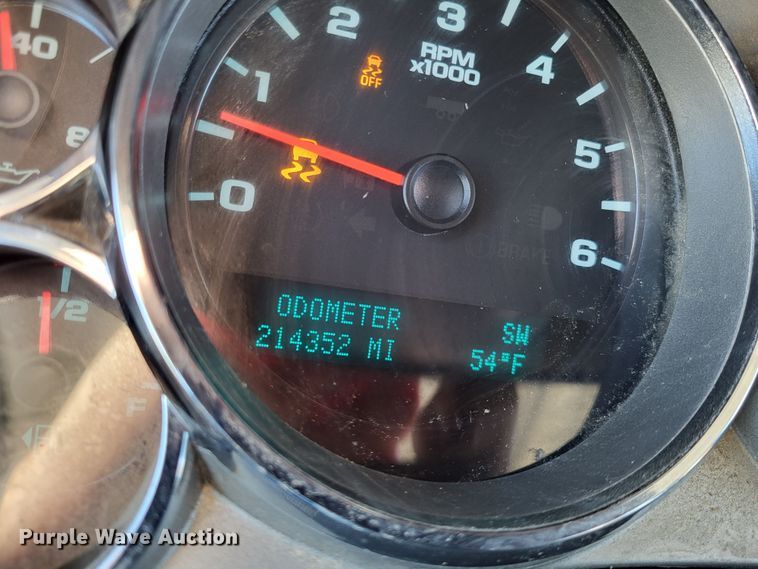 40
80
1/2
F
0
1
2
3
4
5
6
RPM
x1000
OFF
BRAKE
ODOMETER
214352 MI
SW
54°F
Purple Wave Auction